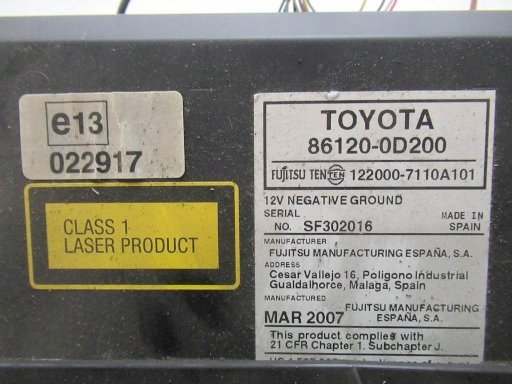 e13
022917
CLASS 1
LASER PRODUCT
TOYOTA
86120-0D200
FUJITSU TEN TEN 122000-7110A101
12V NEGATIVE GROUND
SERIAL
NO. SF302016
MADE IN
SPAIN
MANUFACTURER
FUJITSU MANUFACTURING ESPAÑA, S.A.
ADDRESS
Cesar Vallejo 16, Poligono Industrial
Gualdalhorce, Malaga, Spain
MANUFACTURED
MAR 2007
FUJITSU MANUFACTURING
ESPAÑA, S.A.
This product complies with
21 CFR Chapter 1. Subchapter J.